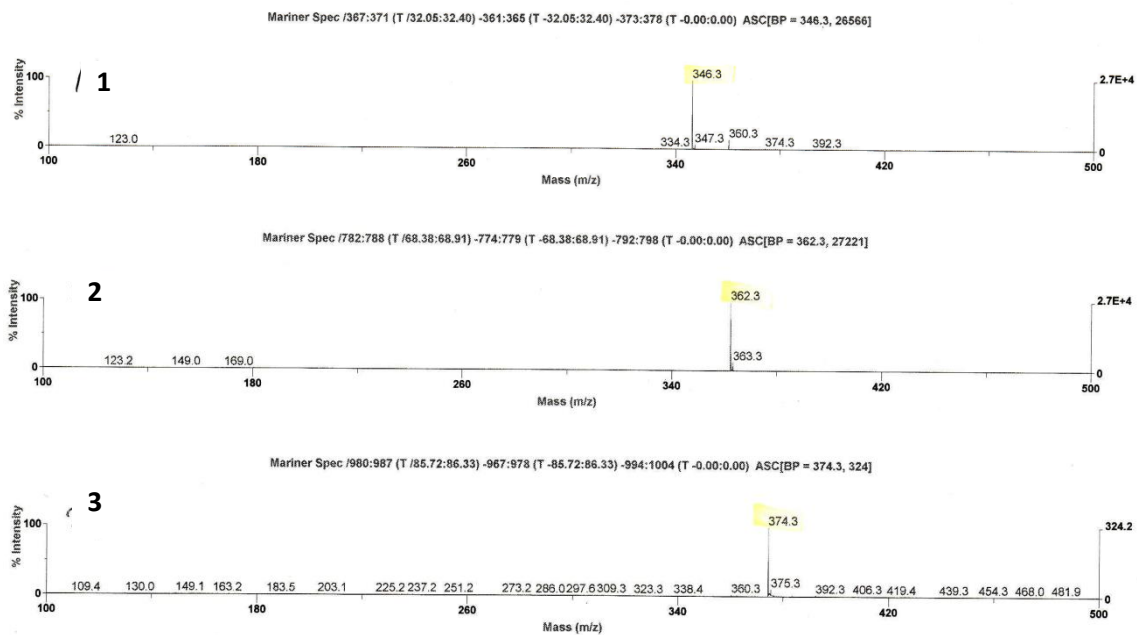 Mariner Spec /367:371 (T /32.05:32.40) -361:365 (T -32.05:32.40) -373:378 (T -0.00:0.00) ASC[BP = 346.3, 26566]
1
% Intensity
100
0
123.0
334.3
346.3
347.3
360.3
374.3
392.3
2.7E+4
0
100 180 260 340 420 500
Mass (m/z)
Mariner Spec /782:788 (T /68.38:68.91) -774:779 (T -68.38:68.91) -792:798 (T -0.00:0.00) ASC[BP = 362.3, 27221]
2
% Intensity
100
0
123.2 149.0 169.0
362.3
363.3
2.7E+4
0
100 180 260 340 420 500
Mass (m/z)
Mariner Spec /980:987 (T /85.72:86.33) -967:978 (T -85.72:86.33) -994:1004 (T -0.00:0.00) ASC[BP = 374.3, 324]
3
% Intensity
100
0
374.3
109.4 130.0 149.1 163.2 183.5 203.1 225.2 237.2 251.2 273.2 286.0 297.6 309.3 323.3 338.4 360.3 375.3 392.3 406.3 419.4 439.3 454.3 468.0 481.9
324.2
0
100 180 260 340 420 500
Mass (m/z)